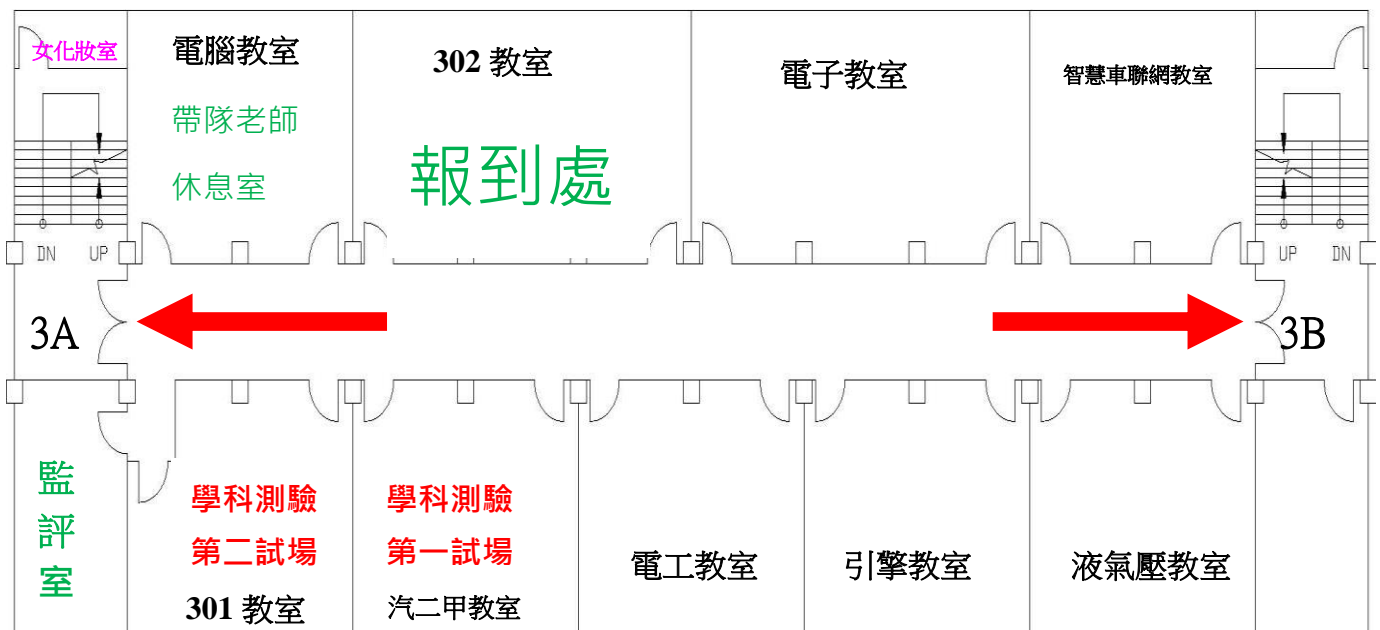 女化妝室
電腦教室
帶隊老師
休息室
302 教室
報到處
電子教室
智慧車聯網教室
DN UP
UP DN
3A
3B
監
評
室
學科測驗
第二試場
301 教室
學科測驗
第一試場
汽二甲教室
電工教室
引擎教室
液氣壓教室